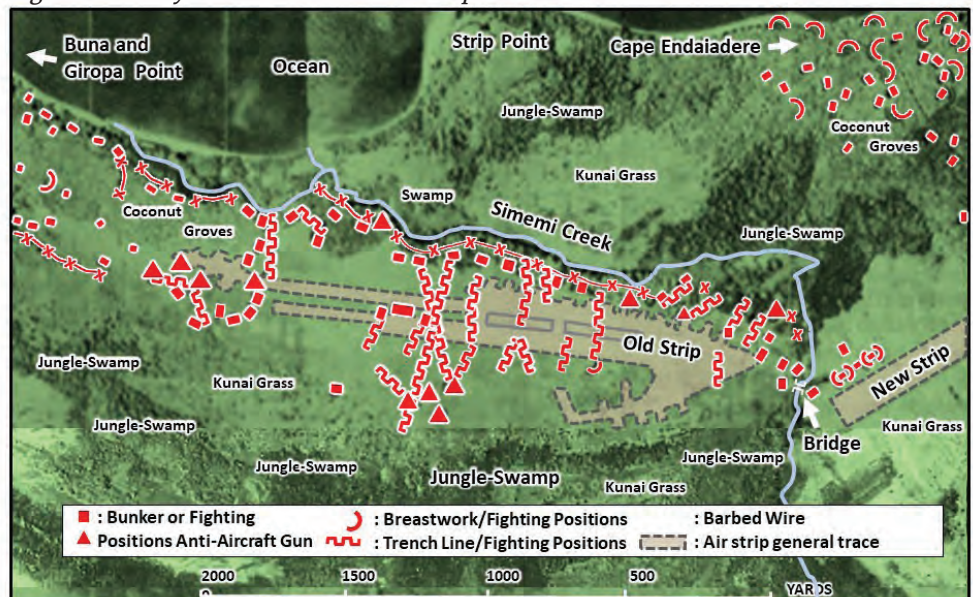 Buna and
Giropa Point
Ocean
Strip Point
Cape Endaiadere
Jungle-Swamp
Coconut
Groves
Kunai Grass
Swamp
Simemi Creek
Jungle-Swamp
Coconut
Groves
Old Strip
New Strip
Jungle-Swamp
Kunai Grass
Jungle-Swamp
Kunai Grass
Bridge
Jungle-Swamp
Jungle-Swamp
Jungle-Swamp
Kunai Grass
: Bunker or Fighting
: Breastwork/Fighting Positions
: Barbed Wire
Positions Anti-Aircraft Gun
: Trench Line/Fighting Positions
: Air strip general trace
2000
1500
1000
500
YARDS